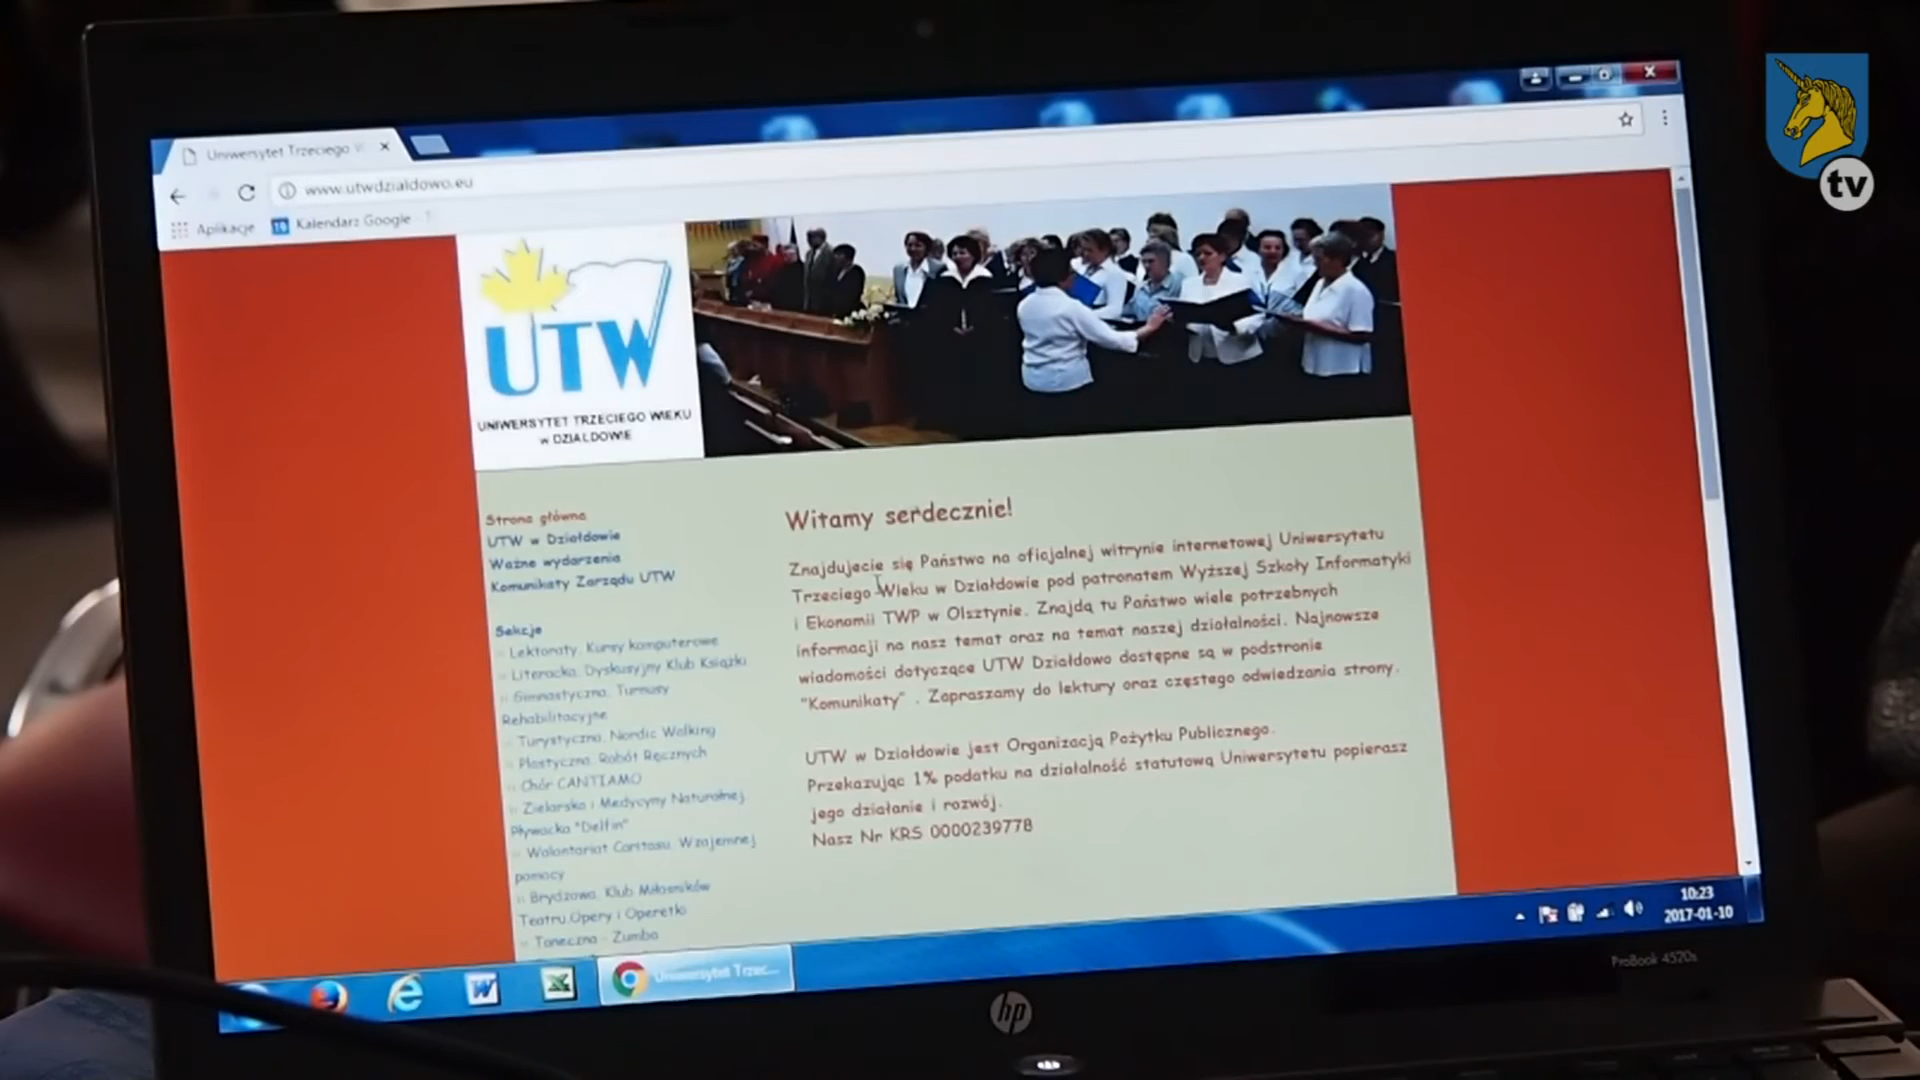 tv
Uniwersytet Trzeciego W
www.utwdzialdowo.eu
Aplikacje
Kalendarz Google
UTW
UNIWERSYTET TRZECIEGO WIEKU
w DZIAŁDOWIE
Strona główna
UTW w Działdowie
Ważne wydarzenia
Komunikaty Zarządu UTW
Sekcje
Lektoraty, Kursy komputerowe
Literacka, Dyskusyjny Klub Książki
Gimnastyczna, Turnusy
Rehabilitacyjne
Turystyczna, Nordic Walking
Plastyczna, Robót Ręcznych
Chór CANTIAMO
Zielarska i Medycyny Naturalnej
Pływacka "Delfin"
Wolontariat Caritasu, Wzajemnej
pomocy
Brydżowa, Klub Miłośników
Teatru,Opery i Operetki
Taneczna - Zumba
Witamy serdecznie!
Znajdujecie się Państwo na oficjalnej witrynie internetowej Uniwersytetu
Trzeciego Wieku w Działdowie pod patronatem Wyższej Szkoły Informatyki
i Ekonomii TWP w Olsztynie. Znajdą tu Państwo wiele potrzebnych
informacji na nasz temat oraz na temat naszej działalności. Najnowsze
wiadomości dotyczące UTW Działdowo dostępne są w podstronie
"Komunikaty" . Zapraszamy do lektury oraz częstego odwiedzania strony.
UTW w Działdowie jest Organizacją Pożytku Publicznego.
Przekazując 1% podatku na działalność statutową Uniwersytetu popierasz
jego działanie i rozwój.
Nasz Nr KRS 0000239778
Uniwersytet Trzec...
10:23
2017-01-10
ProBook 4520s
hp